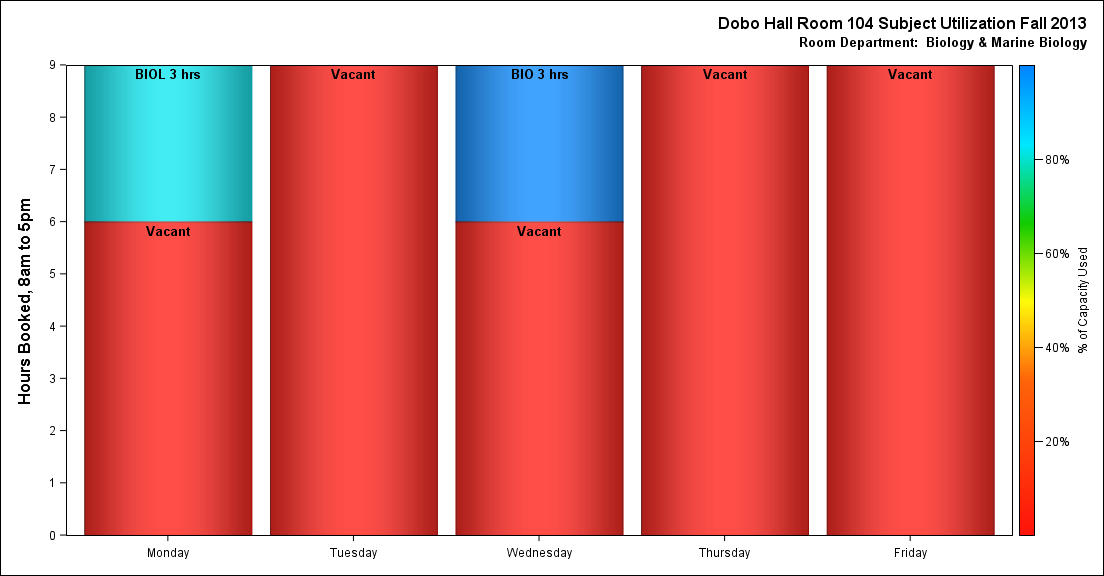 Dobo Hall Room 104 Subject Utilization Fall 2013
Room Department: Biology & Marine Biology
Hours Booked, 8am to 5pm
9
8
7
6
5
4
3
2
1
0
BIOL 3 hrs
Vacant
Vacant
BIO 3 hrs
Vacant
Vacant
Vacant
Monday
Tuesday
Wednesday
Thursday
Friday
80%
60%
40%
20%
% of Capacity Used